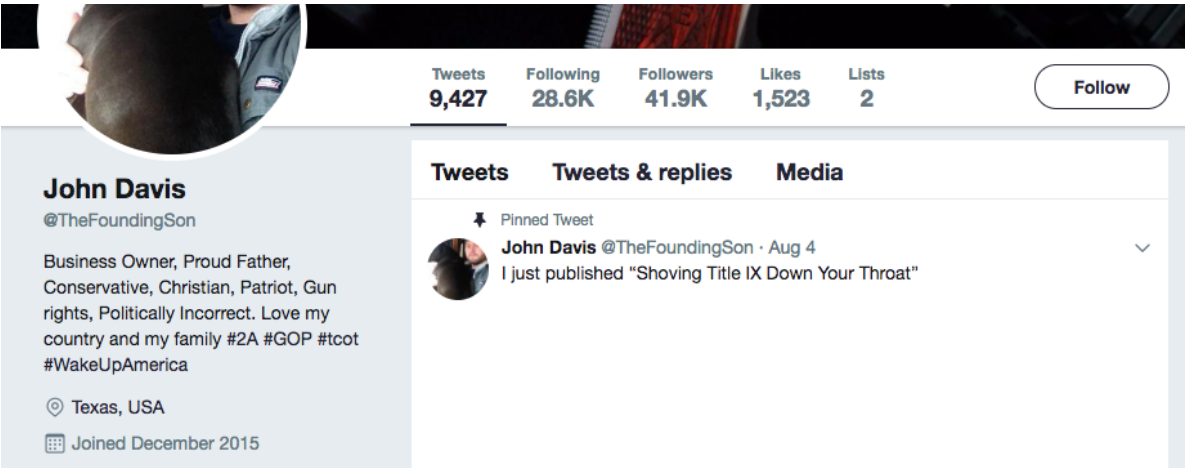 Tweets Following Followers Likes Lists
9,427 28.6K 41.9K 1,523 2
Follow
John Davis
@TheFoundingSon
Business Owner, Proud Father,
Conservative, Christian, Patriot, Gun
rights, Politically Incorrect. Love my
country and my family #2A #GOP #tcot
#WakeUpAmerica
Texas, USA
Joined December 2015
Tweets Tweets & replies Media
Pinned Tweet
John Davis @TheFoundingSon · Aug 4
I just published “Shoving Title IX Down Your Throat”